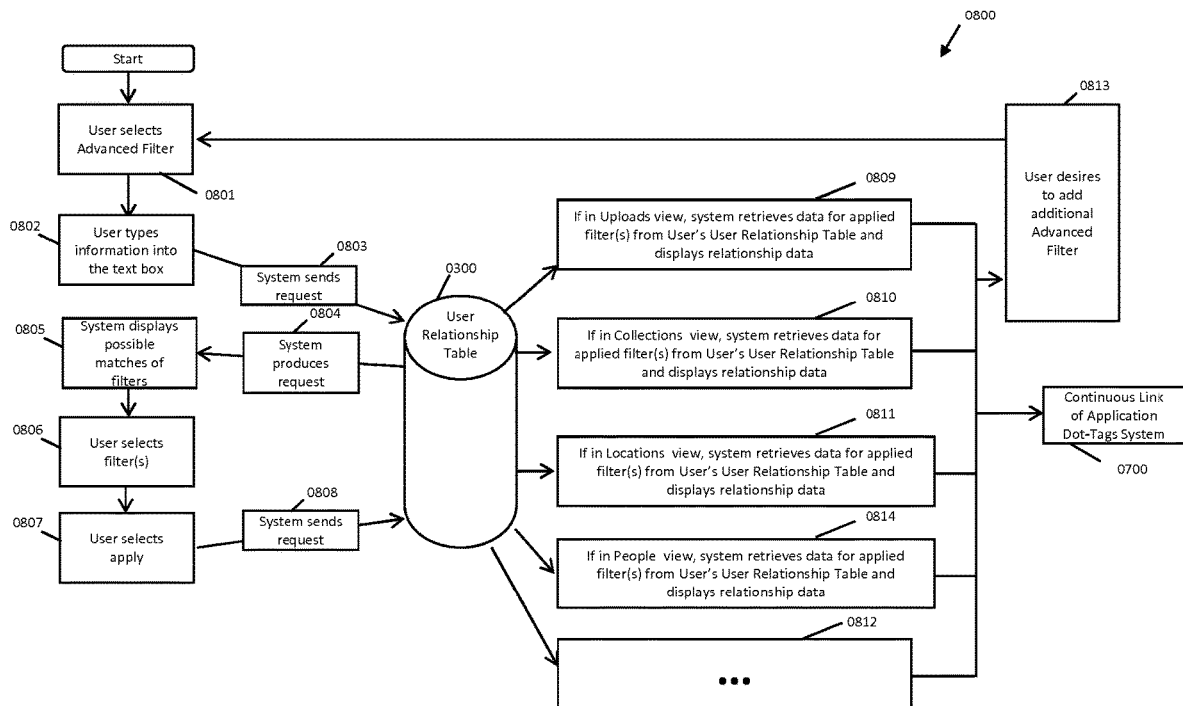 0800
Start
0813
User selects
Advanced Filter
0801
0809
User desires
to add
additional
Advanced
Filter
0802
User types
information into
the text box
0803
System sends
request
If in Uploads view, system retrieves data for applied
filter(s) from User's User Relationship Table and
displays relationship data
0300
User
Relationship
Table
0804
System
produces
request
0805
System displays
possible
matches of
filters
0810
If in Collections view, system retrieves data for
applied filter(s) from User's User Relationship Table
and displays relationship data
Continuous Link
of Application
Dot-Tags System
0700
0806
User selects
filter(s)
0811
If in Locations view, system retrieves data for applied
filter(s) from User's User Relationship Table and
displays relationship data
0807
User selects
apply
0808
System sends
request
0814
If in People view, system retrieves data for applied
filter(s) from User's User Relationship Table and
displays relationship data
0812
...